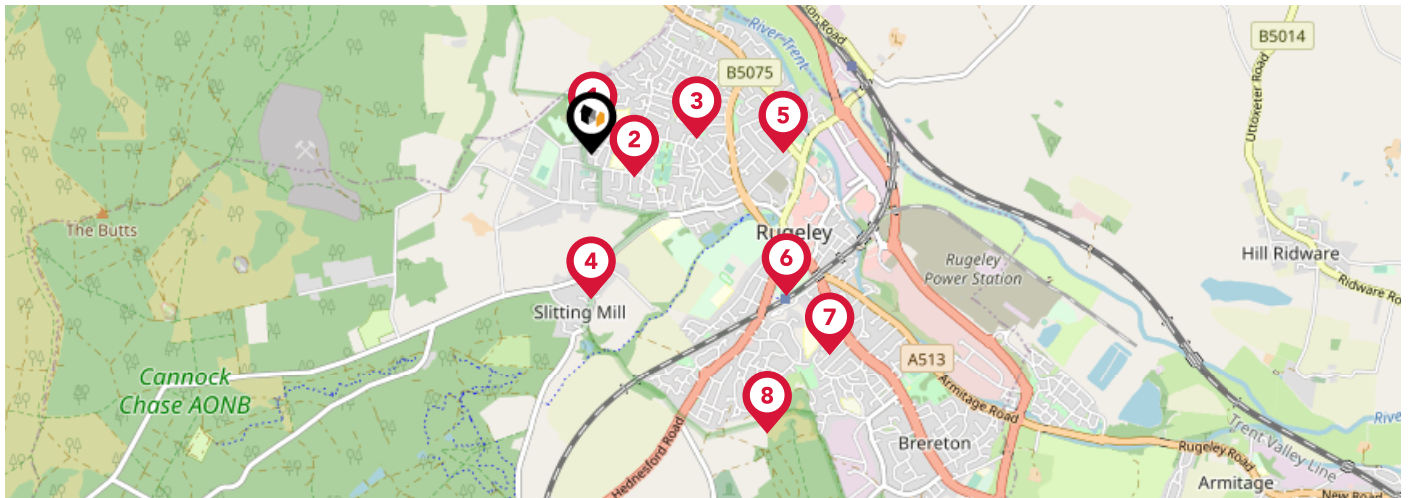 River Trent
Road
B5075
B5014
Uttoxeter Road
1
3
5
2
The Butts
Rugeley
Hill Ridware
Rugeley
Power Station
Ridware Ro
4
6
Slitting Mill
7
A513
Cannock
Chase AONB
8
Armitage Road
Hednesford Road
Brereton
Trent Valley Line
River
Rugeley Road
Armitage
New Road